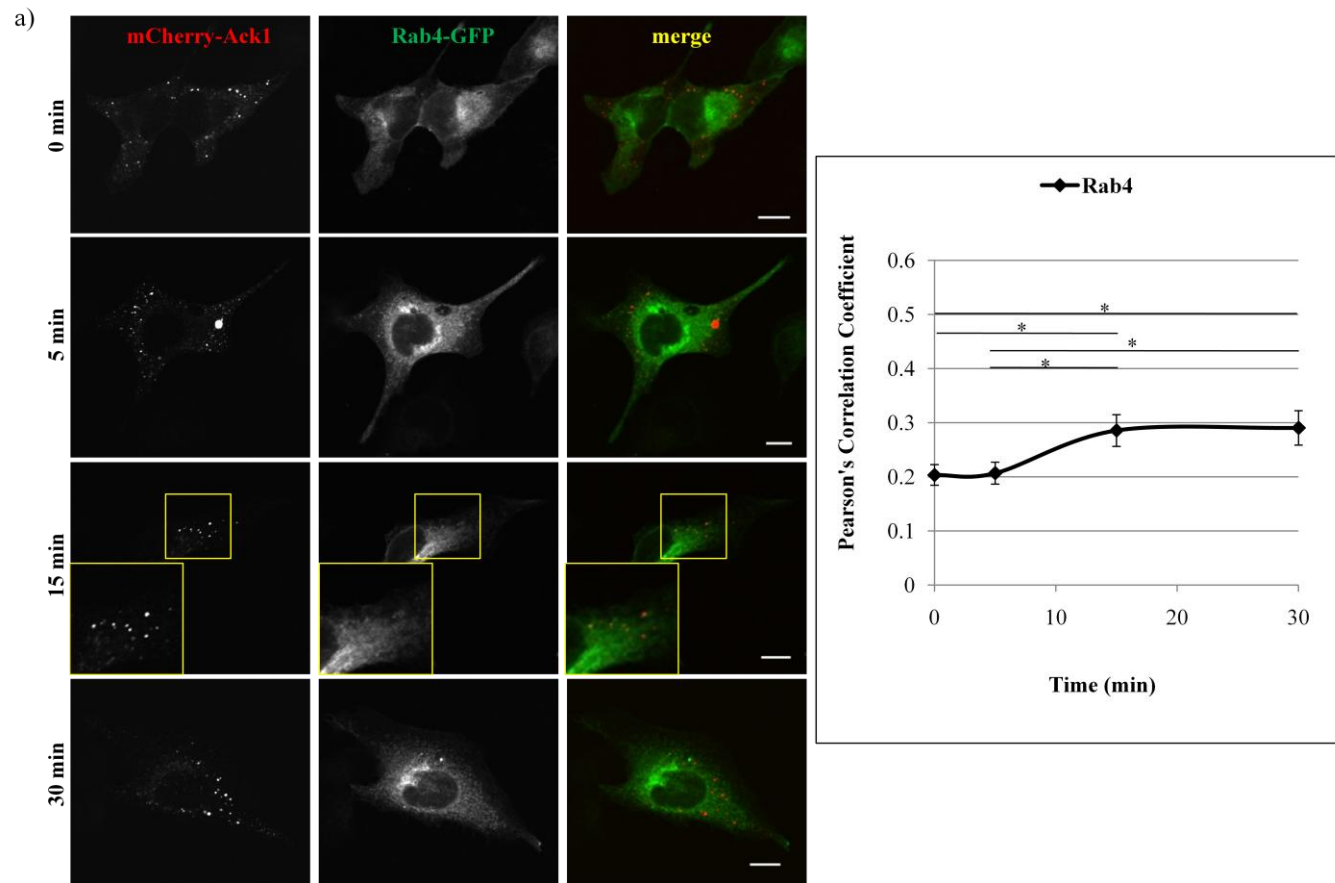 a)
mCherry-Ack1
Rab4-GFP
merge
0 min
5 min
15 min
30 min
Rab4
Pearson's Correlation Coefficient
0.6
0.5
0.4
0.3
0.2
0.1
0
*
*
*
*
0
10
20
30
Time (min)